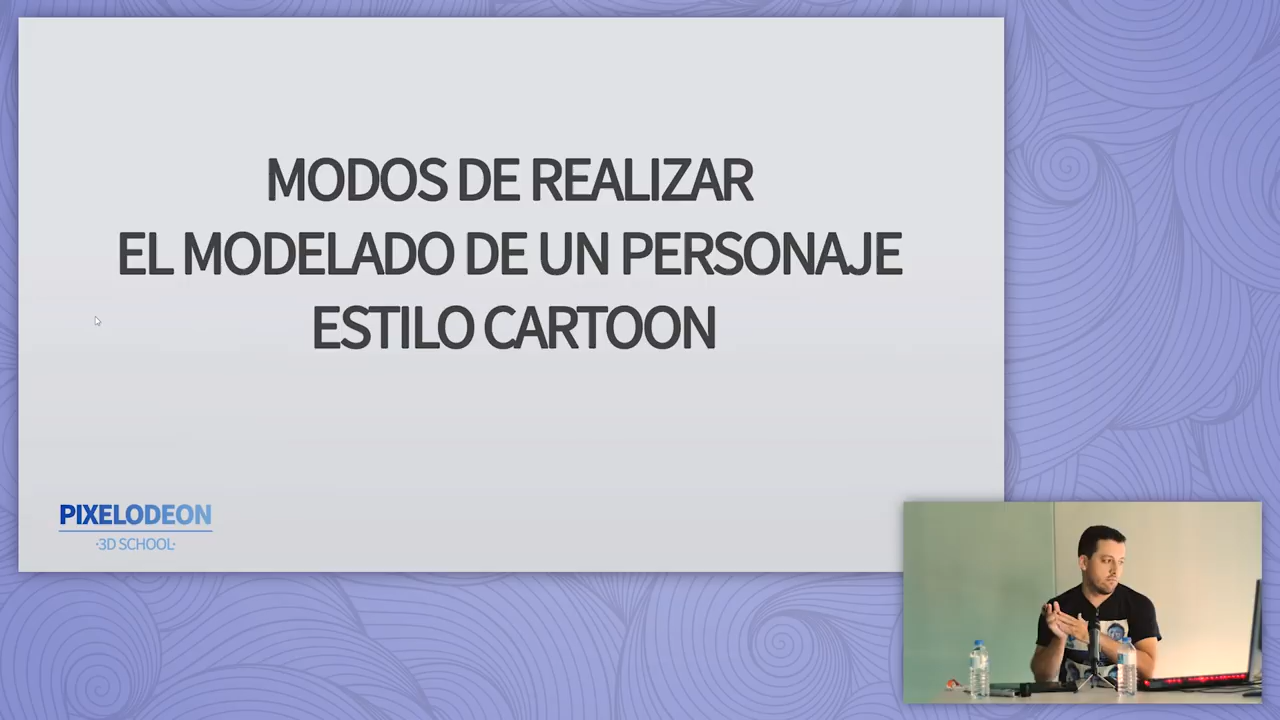 MODOS DE REALIZAR
EL MODELADO DE UN PERSONAJE
ESTILO CARTOON
PIXELODEON
·3D SCHOOL·